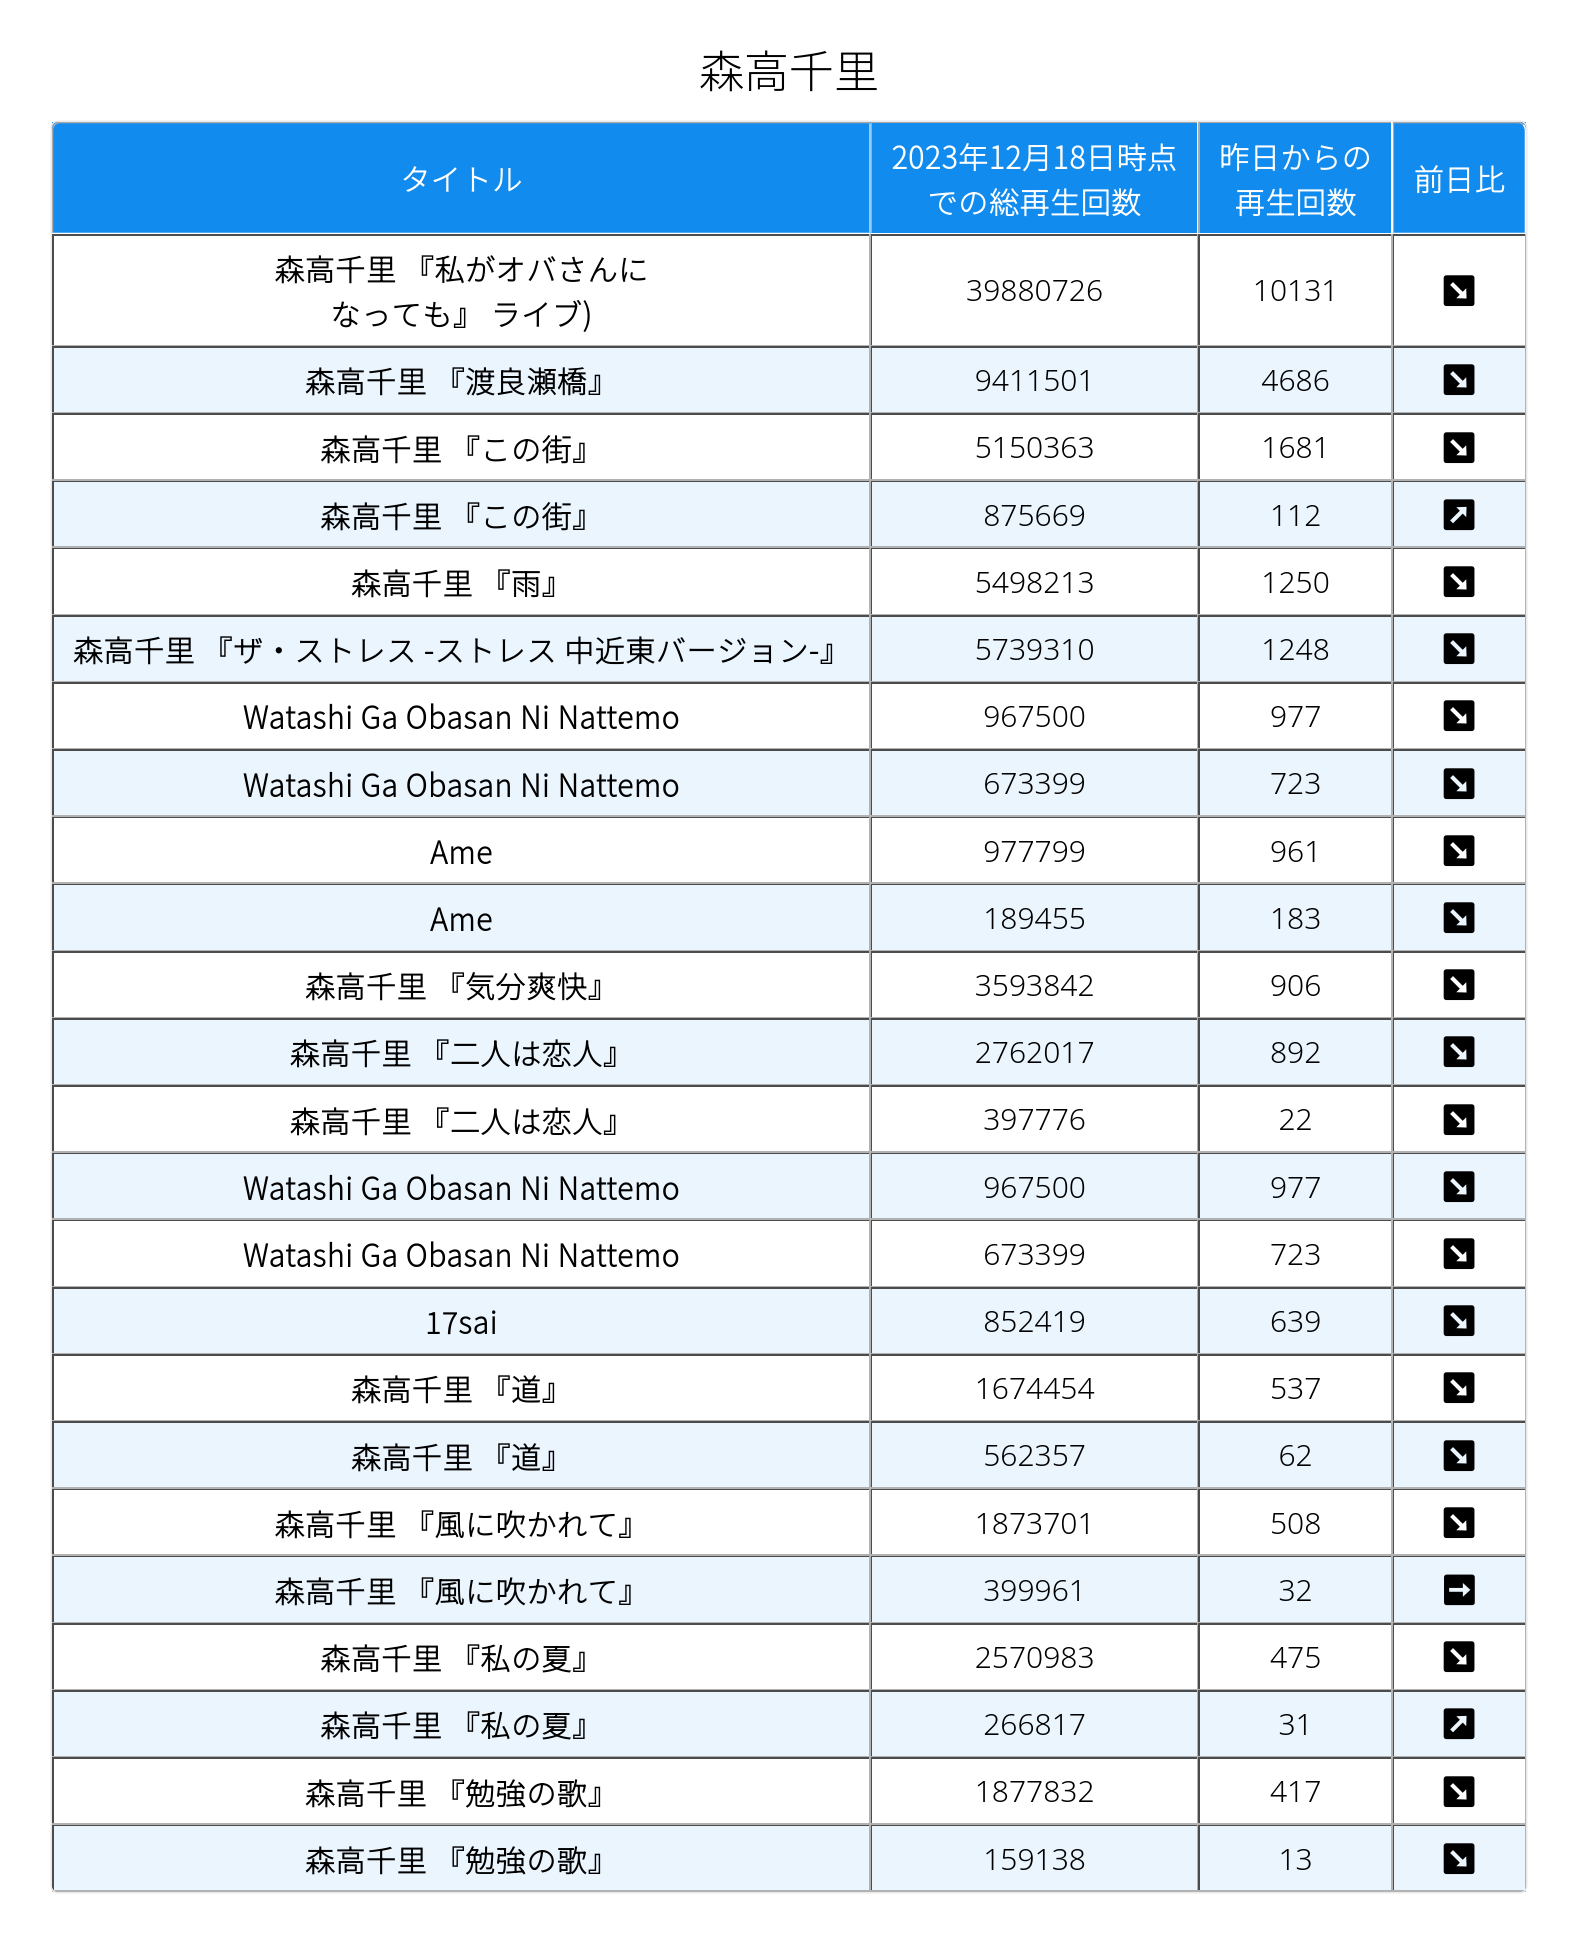 森高千里
タイトル 2023年12月18日時点での総再生回数 昨日からの再生回数 前日比
森高千里 『私がオバさんに
なっても』 ライブ) 39880726 10131 ↘
森高千里 『渡良瀬橋』 9411501 4686 ↘
森高千里 『この街』 5150363 1681 ↘
森高千里 『この街』 875669 112 ↗
森高千里 『雨』 5498213 1250 ↘
森高千里 『ザ・ストレス -ストレス 中近東バージョン-』 5739310 1248 ↘
Watashi Ga Obasan Ni Nattemo 967500 977 ↘
Watashi Ga Obasan Ni Nattemo 673399 723 ↘
Ame 977799 961 ↘
Ame 189455 183 ↘
森高千里 『気分爽快』 3593842 906 ↘
森高千里 『二人は恋人』 2762017 892 ↘
森高千里 『二人は恋人』 397776 22 ↘
Watashi Ga Obasan Ni Nattemo 967500 977 ↘
Watashi Ga Obasan Ni Nattemo 673399 723 ↘
17sai 852419 639 ↘
森高千里 『道』 1674454 537 ↘
森高千里 『道』 562357 62 ↘
森高千里 『風に吹かれて』 1873701 508 ↘
森高千里 『風に吹かれて』 399961 32 →
森高千里 『私の夏』 2570983 475 ↘
森高千里 『私の夏』 266817 31 ↗
森高千里 『勉強の歌』 1877832 417 ↘
森高千里 『勉強の歌』 159138 13 ↘